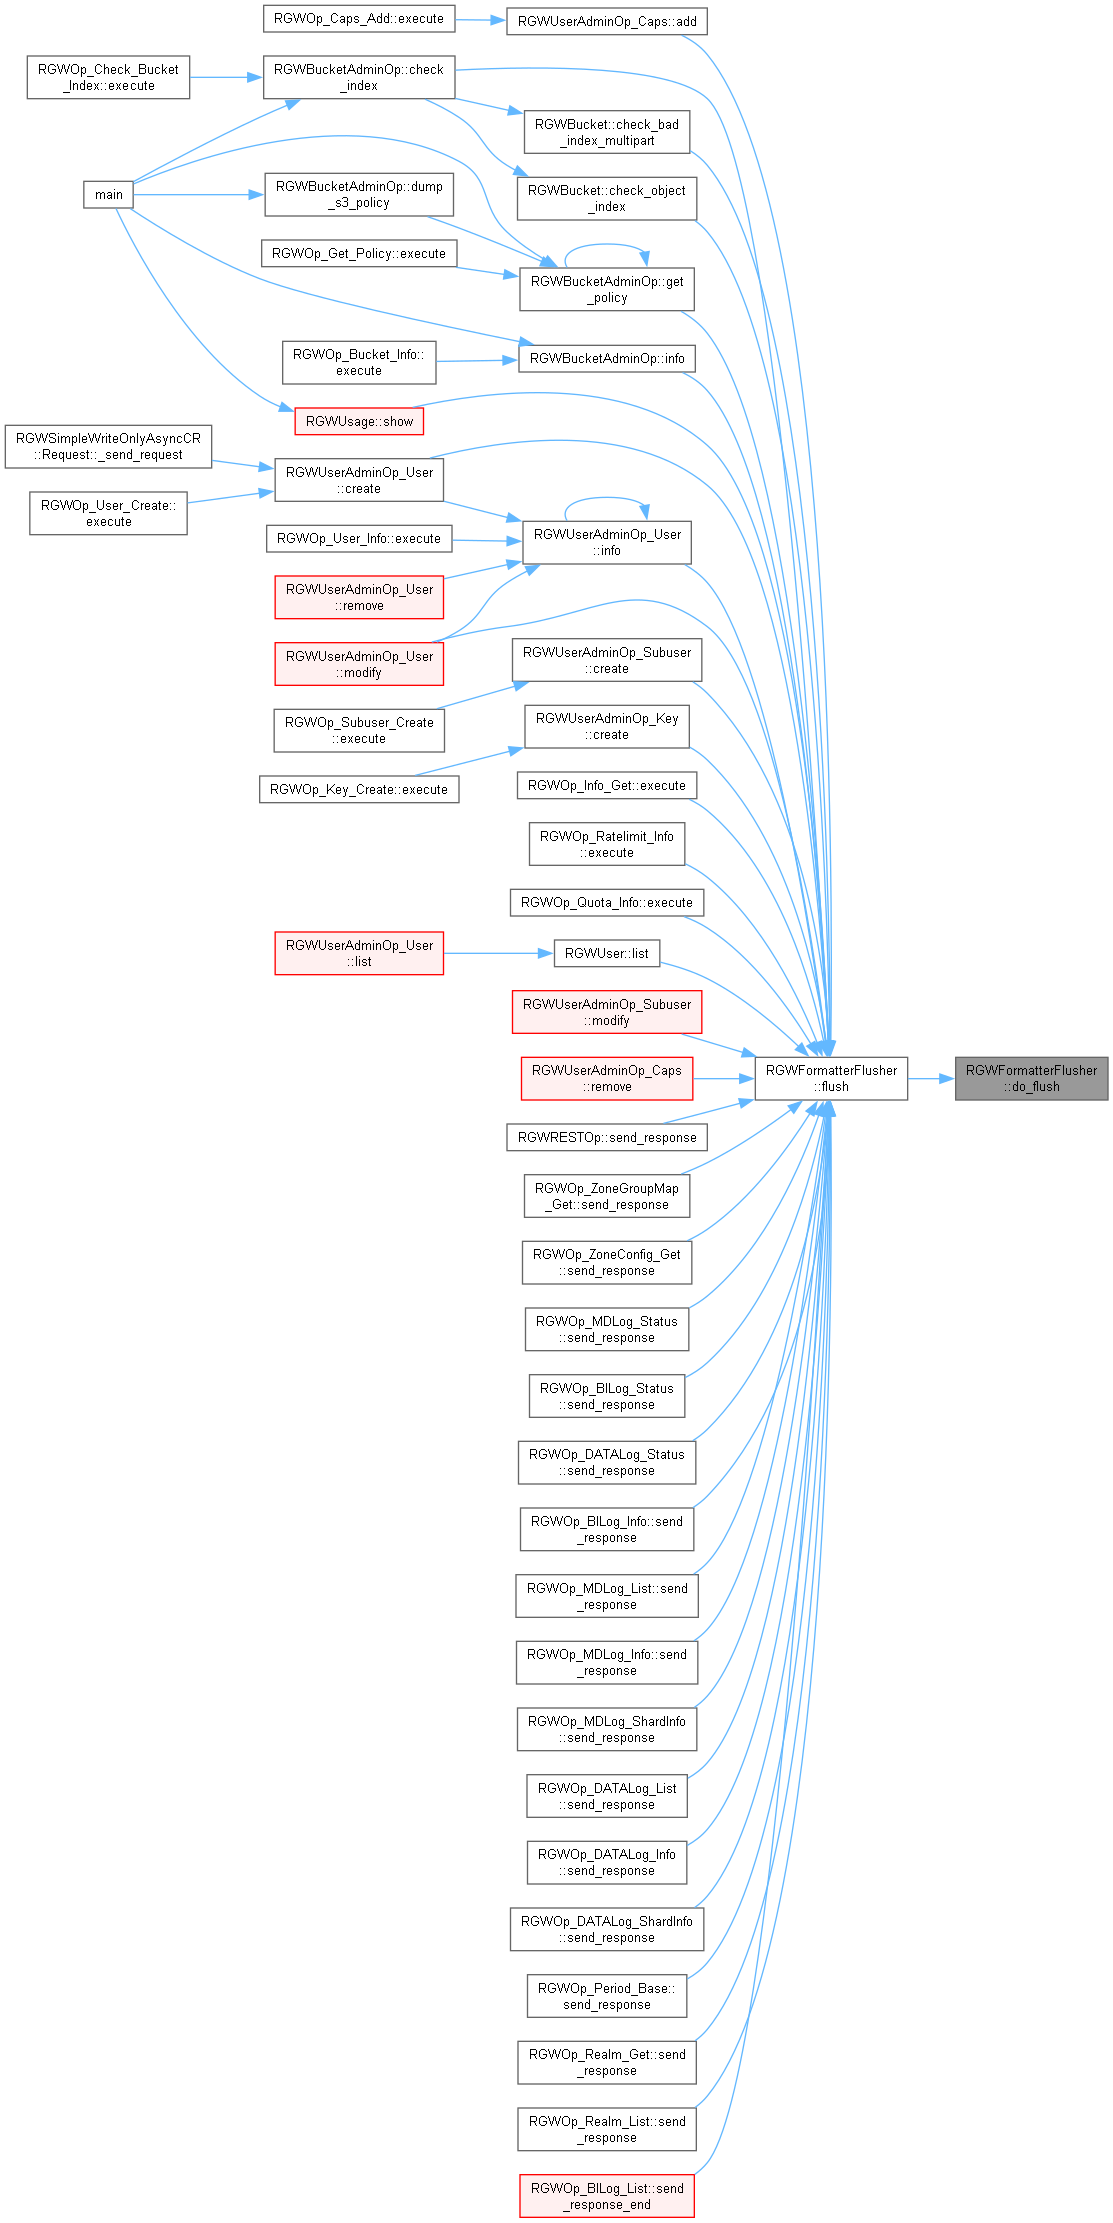 RGWOp_Caps_Add::execute
RGWUserAdminOp_Caps::add
RGWOp_Check_Bucket
_Index::execute
RGWBucketAdminOp::check
_index
RGWBucket::check_bad
_index_multipart
main
RGWBucketAdminOp::dump
_s3_policy
RGWBucket::check_object
_index
RGWOp_Get_Policy::execute
RGWBucketAdminOp::get
_policy
RGWOp_Bucket_Info::
execute
RGWBucketAdminOp::info
RGWUsage::show
RGWSimpleWriteOnlyAsyncCR
::Request::_send_request
RGWUserAdminOp_User
::create
RGWOp_User_Create::
execute
RGWOp_User_Info::execute
RGWUserAdminOp_User
::info
RGWUserAdminOp_User
::remove
RGWUserAdminOp_User
::modify
RGWUserAdminOp_Subuser
::create
RGWOp_Subuser_Create
::execute
RGWUserAdminOp_Key
::create
RGWOp_Key_Create::execute
RGWOp_Info_Get::execute
RGWOp_Ratelimit_Info
::execute
RGWOp_Quota_Info::execute
RGWUserAdminOp_User
::list
RGWUser::list
RGWUserAdminOp_Subuser
::modify
RGWUserAdminOp_Caps
::remove
RGWFormatterFlusher
::flush
RGWFormatterFlusher
::do_flush
RGWRESTOp::send_response
RGWOp_ZoneGroupMap
_Get::send_response
RGWOp_ZoneConfig_Get
::send_response
RGWOp_MDLog_Status
::send_response
RGWOp_BILog_Status
::send_response
RGWOp_DATALog_Status
::send_response
RGWOp_BILog_Info::send
_response
RGWOp_MDLog_List::send
_response
RGWOp_MDLog_Info::send
_response
RGWOp_MDLog_ShardInfo
::send_response
RGWOp_DATALog_List
::send_response
RGWOp_DATALog_Info
::send_response
RGWOp_DATALog_ShardInfo
::send_response
RGWOp_Period_Base::
send_response
RGWOp_Realm_Get::send
_response
RGWOp_Realm_List::send
_response
RGWOp_BILog_List::send
_response_end